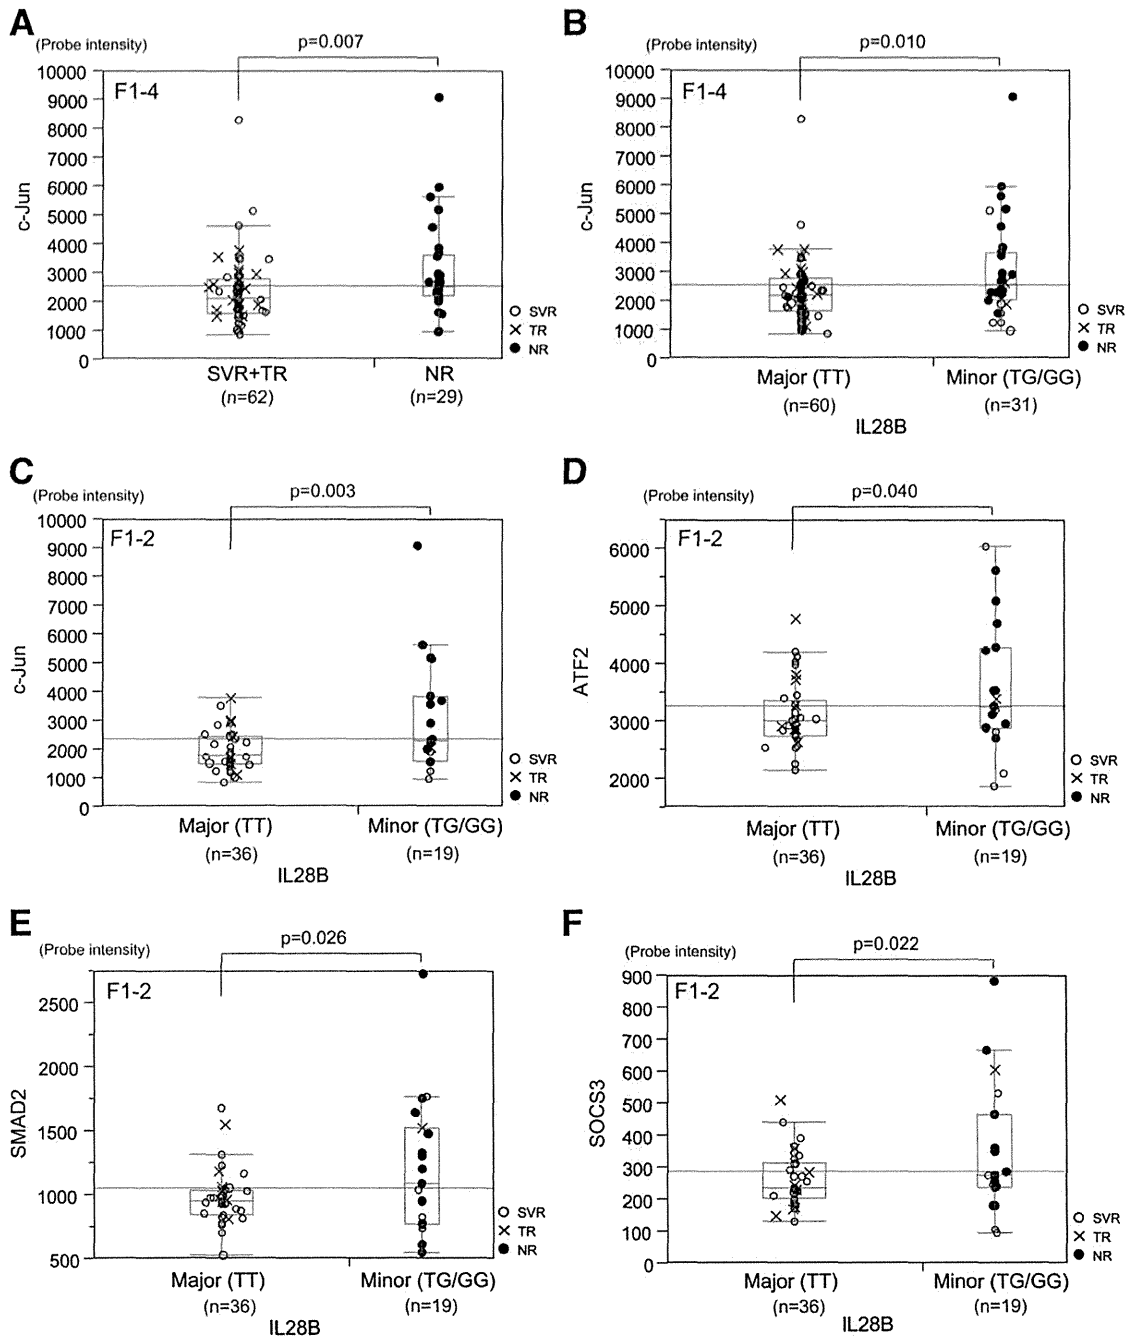 A
(Probe intensity)
p=0.007
F1-4
10000
9000
8000
7000
6000
5000
4000
3000
2000
1000
0
c-Jun
SVR
TR
NR
SVR+TR
NR
(n=62)
(n=29)
B
(Probe intensity)
p=0.010
F1-4
10000
9000
8000
7000
6000
5000
4000
3000
2000
1000
0
c-Jun
SVR
TR
NR
Major (TT)
Minor (TG/GG)
(n=60)
(n=31)
IL28B
C
(Probe intensity)
p=0.003
F1-2
10000
9000
8000
7000
6000
5000
4000
3000
2000
1000
0
c-Jun
SVR
TR
NR
Major (TT)
Minor (TG/GG)
(n=36)
(n=19)
IL28B
D
(Probe intensity)
p=0.040
F1-2
6000
5000
4000
3000
2000
ATF2
SVR
TR
NR
Major (TT)
Minor (TG/GG)
(n=36)
(n=19)
IL28B
E
(Probe intensity)
p=0.026
F1-2
2500
2000
1500
1000
500
SMAD2
SVR
TR
NR
Major (TT)
Minor (TG/GG)
(n=36)
(n=19)
IL28B
F
(Probe intensity)
p=0.022
F1-2
900
800
700
600
500
400
300
200
100
0
SOCS3
SVR
TR
NR
Major (TT)
Minor (TG/GG)
(n=36)
(n=19)
IL28B